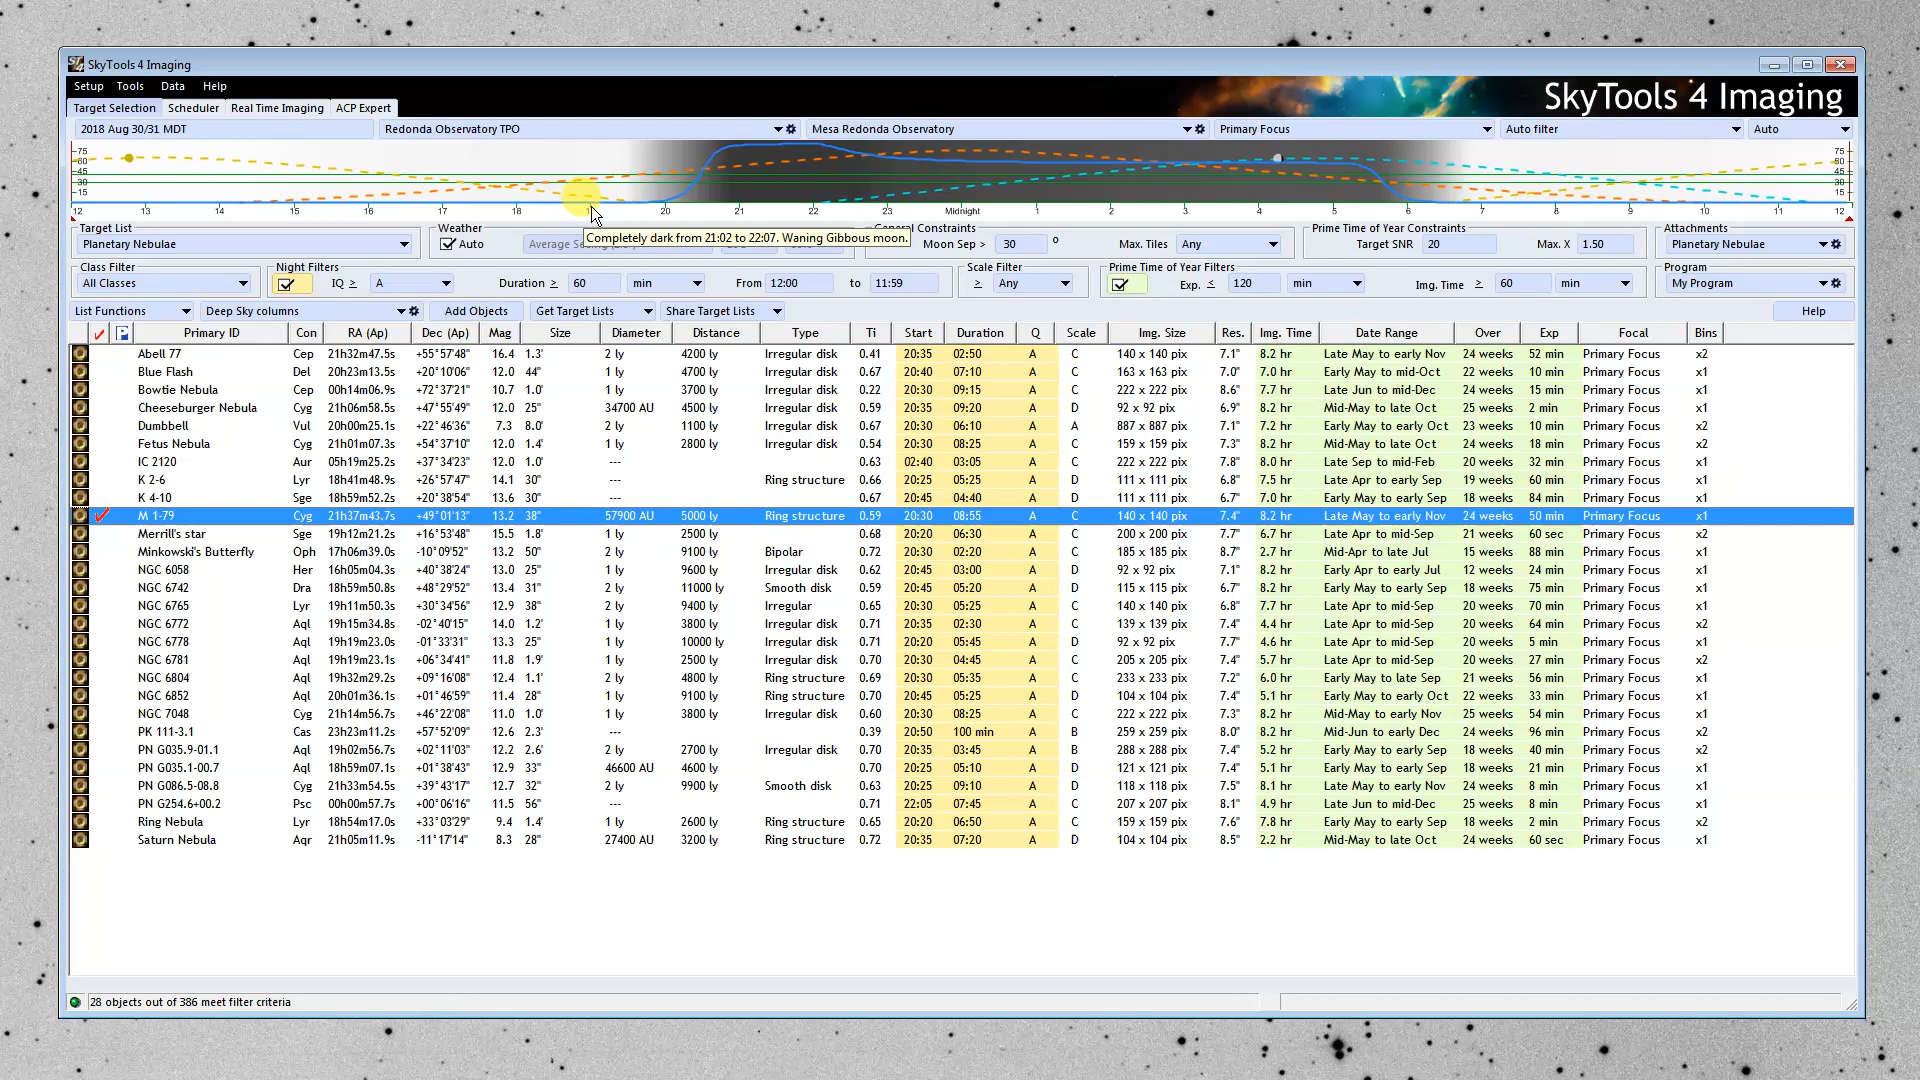 SkyTools 4 Imaging
Setup Tools Data Help
SkyTools 4 Imaging
Target Selection Scheduler Real Time Imaging ACP Expert
2018 Aug 30/31 MDT Redonda Observatory TPO Mesa Redonda Observatory Primary Focus Auto filter Auto
75 75
60 60
45 45
30 30
15 15
12 13 14 15 16 17 18 20 21 22 23 Midnight 1 2 3 4 5 6 7 8 9 10 11 12
Target List Weather General Constraints Prime Time of Year Constraints Attachments
Planetary Nebulae Auto Average Completely dark from 21:02 to 22:07. Waning Gibbous moon. Moon Sep > 30 o Max. Tiles Any Target SNR 20 Max. X 1.50 Planetary Nebulae
Class Filter Night Filters Scale Filter Prime Time of Year Filters Program
All Classes IQ ≥ A Duration ≥ 60 min From 12:00 to 11:59 ≥ Any Exp. ≤ 120 min Img. Time ≥ 60 min My Program
List Functions Deep Sky columns Add Objects Get Target Lists Share Target Lists Help
Primary ID Con RA (Ap) Dec (Ap) Mag Size Diameter Distance Type Ti Start Duration Q Scale Img. Size Res. Img. Time Date Range Over Exp Focal Bins
Abell 77 Cep 21h32m47.5s +55°57'48" 16.4 1.3' 2 ly 4200 ly Irregular disk 0.41 20:35 02:50 A C 140 x 140 pix 7.1" 8.2 hr Late May to early Nov 24 weeks 52 min Primary Focus x2
Blue Flash Del 20h23m13.5s +20°10'06" 12.0 44" 1 ly 4700 ly Irregular disk 0.67 20:40 07:10 A C 163 x 163 pix 7.0" 7.0 hr Early May to mid-Oct 22 weeks 10 min Primary Focus x1
Bowtie Nebula Cep 00h14m06.9s +72°37'21" 10.7 1.0' 1 ly 3700 ly Irregular disk 0.22 20:30 09:15 A C 222 x 222 pix 8.6" 7.7 hr Late Jun to mid-Dec 24 weeks 15 min Primary Focus x1
Cheeseburger Nebula Cyg 21h06m58.5s +47°55'49" 12.0 25" 34700 AU 4500 ly Irregular disk 0.59 20:35 09:20 A D 92 x 92 pix 6.9" 8.2 hr Mid-May to late Oct 25 weeks 2 min Primary Focus x1
Dumbbell Vul 20h00m25.1s +22°46'36" 7.3 8.0' 2 ly 1100 ly Irregular disk 0.67 20:30 06:10 A A 887 x 887 pix 7.1" 7.2 hr Early May to early Oct 23 weeks 10 min Primary Focus x2
Fetus Nebula Cyg 21h01m07.3s +54°37'10" 12.0 1.4' 1 ly 2800 ly Irregular disk 0.54 20:35 08:25 A C 159 x 159 pix 7.3" 8.2 hr Mid-May to late Oct 24 weeks 18 min Primary Focus x2
IC 2120 Aur 05h19m25.2s +37°34'23" 12.0 1.0' --- 0.63 02:40 03:05 A C 222 x 222 pix 7.8" 8.0 hr Late Sep to mid-Feb 20 weeks 32 min Primary Focus x1
K 2-6 Lyr 18h41m48.9s +26°57'47" 14.1 30" --- Ring structure 0.66 20:25 05:25 A D 111 x 111 pix 6.8" 7.5 hr Late Apr to early Sep 19 weeks 60 min Primary Focus x1
K 4-10 Sge 18h59m52.2s +20°38'54" 13.6 30" --- 0.67 20:45 04:40 A D 111 x 111 pix 6.7" 7.0 hr Early May to early Sep 18 weeks 84 min Primary Focus x1
M 1-79 Cyg 21h37m43.7s +49°01'13" 13.2 38" 57900 AU 5000 ly Ring structure 0.59 20:30 08:55 A C 140 x 140 pix 7.4" 8.2 hr Late May to early Nov 24 weeks 50 min Primary Focus x1
Merrill's star Sge 19h12m21.2s +16°53'48" 15.5 1.8' 1 ly 2500 ly 0.68 20:20 06:30 A C 200 x 200 pix 7.7" 6.7 hr Late Apr to mid-Sep 21 weeks 60 sec Primary Focus x2
Minkowski's Butterfly Oph 17h06m39.0s -10°09'52" 13.2 50" 2 ly 9100 ly Bipolar 0.72 20:30 02:20 A C 185 x 185 pix 8.7" 2.7 hr Mid-Apr to late Jul 15 weeks 88 min Primary Focus x1
NGC 6058 Her 16h05m04.3s +40°38'24" 13.0 25" 1 ly 9600 ly Irregular disk 0.62 20:45 03:00 A D 92 x 92 pix 7.1" 8.2 hr Early Apr to early Jul 12 weeks 24 min Primary Focus x1
NGC 6742 Dra 18h59m50.8s +48°29'52" 13.4 31" 2 ly 11000 ly Smooth disk 0.59 20:45 05:20 A D 115 x 115 pix 6.7" 8.2 hr Early May to early Sep 18 weeks 75 min Primary Focus x1
NGC 6765 Lyr 19h11m50.3s +30°34'56" 12.9 38" 2 ly 9400 ly Irregular 0.65 20:30 05:25 A C 140 x 140 pix 6.8" 7.7 hr Late Apr to mid-Sep 20 weeks 70 min Primary Focus x1
NGC 6772 Aql 19h15m34.8s -02°40'15" 14.0 1.2' 1 ly 3800 ly Irregular disk 0.71 20:35 02:30 A C 139 x 139 pix 7.4" 4.4 hr Late Apr to mid-Sep 20 weeks 64 min Primary Focus x2
NGC 6778 Aql 19h19m23.0s -01°33'31" 13.3 25" 1 ly 10000 ly Irregular disk 0.71 20:20 05:45 A D 92 x 92 pix 7.7" 4.6 hr Late Apr to mid-Sep 20 weeks 5 min Primary Focus x1
NGC 6781 Aql 19h19m23.1s +06°34'41" 11.8 1.9' 1 ly 2500 ly Irregular disk 0.70 20:30 04:45 A C 205 x 205 pix 7.4" 5.7 hr Late Apr to mid-Sep 20 weeks 27 min Primary Focus x2
NGC 6804 Aql 19h32m29.2s +09°16'08" 12.4 1.1' 2 ly 4800 ly Ring structure 0.69 20:30 05:35 A C 233 x 233 pix 7.2" 6.0 hr Early May to late Sep 21 weeks 56 min Primary Focus x1
NGC 6852 Aql 20h01m36.1s +01°46'59" 11.4 28" 1 ly 9100 ly Ring structure 0.70 20:45 05:25 A D 104 x 104 pix 7.4" 5.1 hr Early May to early Oct 22 weeks 33 min Primary Focus x1
NGC 7048 Cyg 21h14m56.7s +46°22'08" 11.0 1.0' 1 ly 3800 ly Irregular disk 0.60 20:30 08:25 A C 222 x 222 pix 7.3" 8.2 hr Mid-May to early Nov 25 weeks 54 min Primary Focus x1
PK 111-3.1 Cas 23h23m11.2s +57°52'09" 12.6 2.3' --- 0.39 20:50 100 min A B 259 x 259 pix 8.0" 8.2 hr Mid-Jun to early Dec 24 weeks 96 min Primary Focus x2
PN G035.9-01.1 Aql 19h02m56.7s +02°11'03" 12.2 2.6' 2 ly 2700 ly Irregular disk 0.70 20:35 03:45 A B 288 x 288 pix 7.4" 5.2 hr Early May to early Sep 18 weeks 40 min Primary Focus x2
PN G035.1-00.7 Aql 18h59m07.1s +01°38'43" 12.9 33" 46600 AU 4600 ly 0.70 20:25 05:10 A D 121 x 121 pix 7.4" 5.1 hr Early May to early Sep 18 weeks 21 min Primary Focus x1
PN G086.5-08.8 Cyg 21h33m54.5s +39°43'17" 12.7 32" 2 ly 9900 ly Smooth disk 0.63 20:25 09:10 A D 118 x 118 pix 7.5" 8.1 hr Late May to early Nov 24 weeks 8 min Primary Focus x1
PN G254.6+00.2 Psc 00h00m57.7s +00°06'16" 11.5 56" --- 0.71 22:05 07:45 A C 207 x 207 pix 8.1" 4.9 hr Late Jun to mid-Dec 25 weeks 8 min Primary Focus x1
Ring Nebula Lyr 18h54m17.0s +33°03'29" 9.4 1.4' 1 ly 2600 ly Ring structure 0.65 20:20 06:50 A C 159 x 159 pix 7.6" 7.8 hr Early May to early Sep 18 weeks 2 min Primary Focus x2
Saturn Nebula Aqr 21h05m11.9s -11°17'14" 8.3 28" 27400 AU 3200 ly Ring structure 0.72 20:35 07:20 A D 104 x 104 pix 8.5" 2.2 hr Mid-May to late Oct 24 weeks 60 sec Primary Focus x1
28 objects out of 386 meet filter criteria